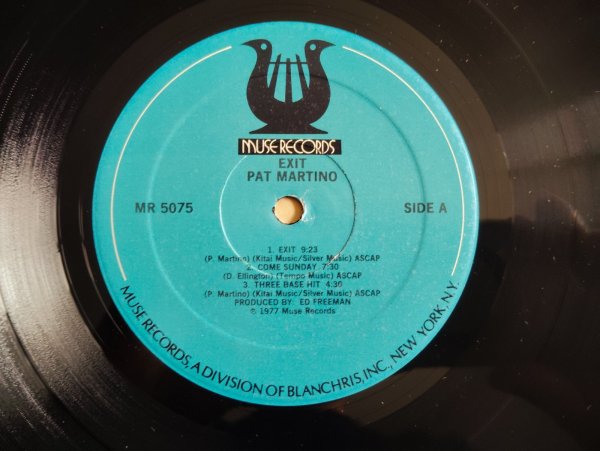 MUSE RECORDS
EXIT
PAT MARTINO
MR 5075
SIDE A
1. EXIT 9:23
(P. Martino) (Kitai Music/Silver Music) ASCAP
2. COME SUNDAY 7:30
(D. Ellington) (Tempo Music) ASCAP
3. THREE BASE HIT 4:30
(P. Martino) (Kitai Music/Silver Music) ASCAP
PRODUCED BY: ED FREEMAN
© 1977 Muse Records
MUSE RECORDS, A DIVISION OF BLANCHRIS, INC., NEW YORK, N.Y.